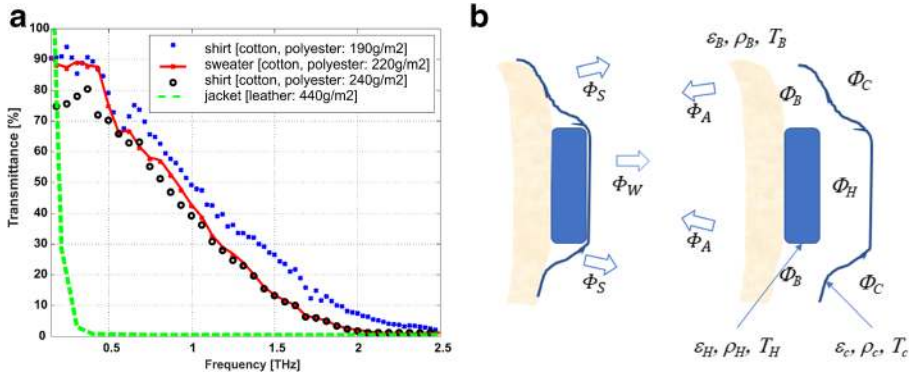 a
100
90
80
70
60
50
40
30
20
10
0
Transmittance [%]
0.5
1.0
1.5
2.0
2.5
Frequency [THz]
shirt [cotton, polyester: 190g/m2]
sweater [cotton, polyester: 220g/m2]
shirt [cotton, polyester: 240g/m2]
jacket [leather: 440g/m2]
b
Φ_S
Φ_W
Φ_S
ε_B, ρ_B, T_B
Φ_A
Φ_B
Φ_C
Φ_H
Φ_A
Φ_B
Φ_C
ε_H, ρ_H, T_H
ε_c, ρ_c, T_c